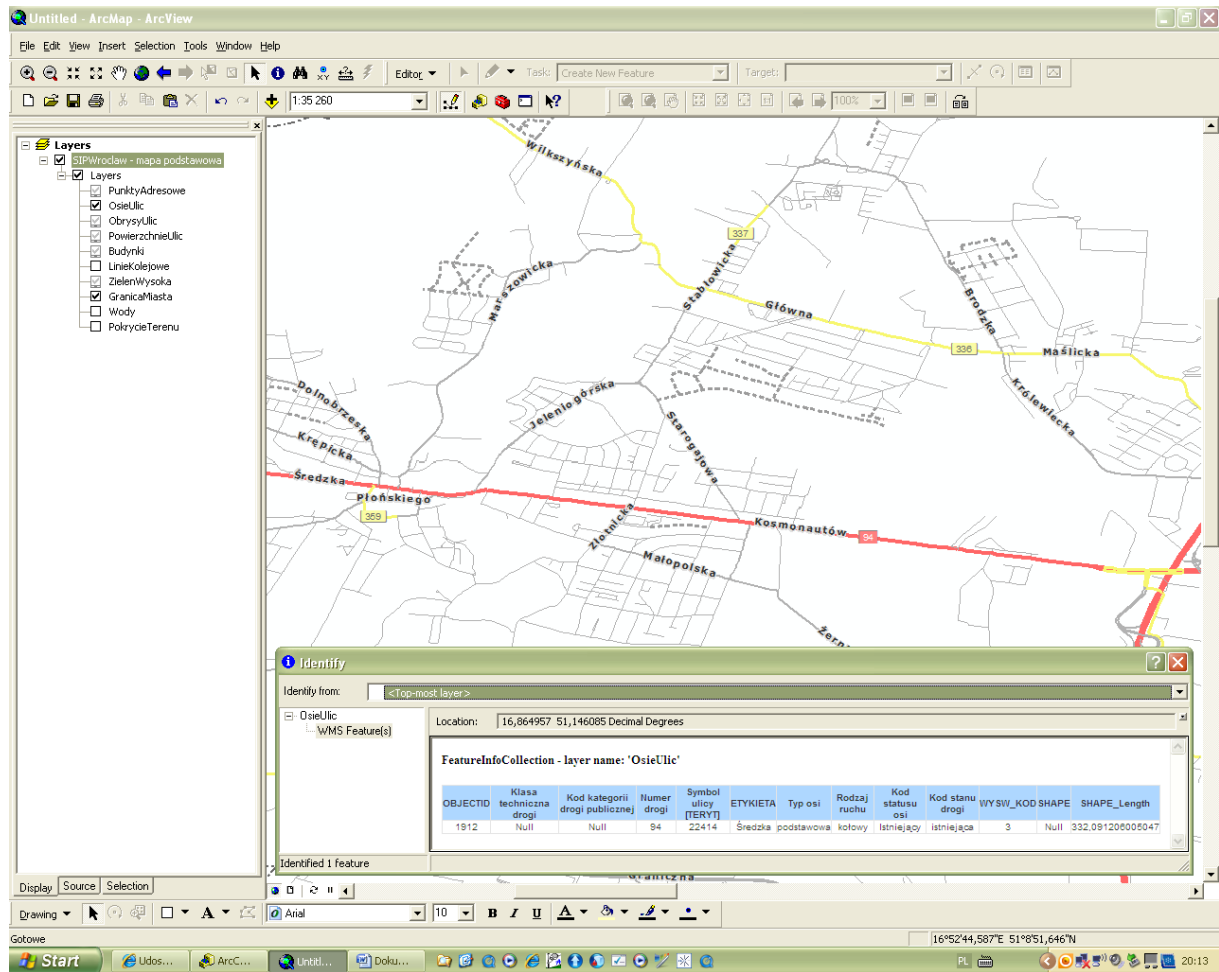 Untitled - ArcMap - ArcView
File Edit View Insert Selection Tools Window Help
Editor Task: Create New Feature Target:
1:35 260 100%
Layers
SIPWroclaw - mapa podstawowa
Layers
PunktyAdresowe
OsieUlic
ObrysyUlic
PowierzchnieUlic
Budynki
LinieKolejowe
ZielenWysoka
GranicaMiasta
Wody
PokrycieTerenu
Wilkszyńska
337
Marszowicka
Stabłowicka
Główna
Brodzka
336
Maślicka
Dolnobrzeska
Jeleniogórska
Królewiecka
Starogajowa
Krępicka
Średzka
Płońskiego
359
Złotnicka
Kosmonautów
94
Małopolska
Żerni
Identify
Identify from: <Top-most layer>
OsieUlic
WMS Feature(s)
Location: 16,864957 51,146085 Decimal Degrees
FeatureInfoCollection - layer name: 'OsieUlic'
OBJECTID Klasa techniczna drogi Kod kategorii drogi publicznej Numer drogi Symbol ulicy [TERYT] ETYKIETA Typ osi Rodzaj ruchu Kod statusu osi Kod stanu drogi WYSW_KOD SHAPE SHAPE_Length
1912 Null Null 94 22414 Średzka podstawowa kołowy Istniejący istniejąca 3 Null 332,091206005047
Identified 1 feature
Graniczna
Display Source Selection
Drawing A Arial 10 B I U A
Gotowe 16°52'44,587"E 51°8'51,646"N
Start Udos... ArcC... Untitl... Doku... PL 20:13